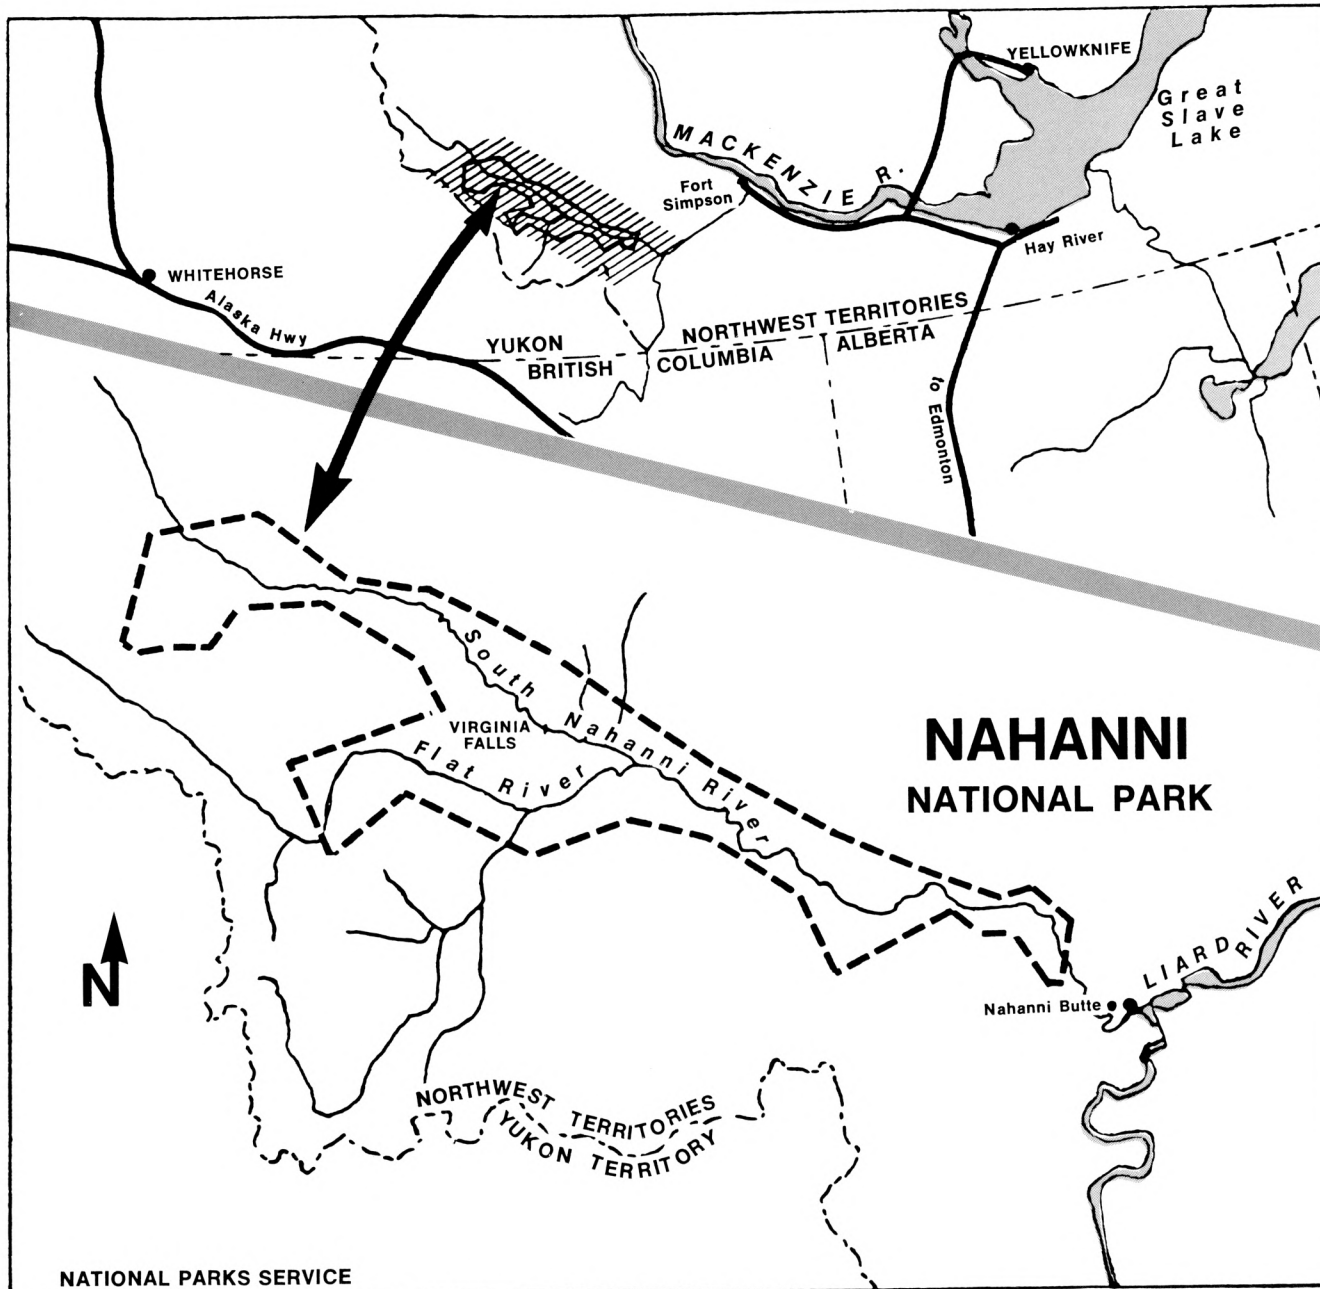 YELLOWKNIFE
Great
Slave
Lake
MACKENZIE R.
Fort
Simpson
Hay River
WHITEHORSE
Alaska Hwy
NORTHWEST TERRITORIES
YUKON
ALBERTA
BRITISH COLUMBIA
to Edmonton
South Nahanni River
VIRGINIA
FALLS
Flat River
NAHANNI
NATIONAL PARK
LIARD RIVER
N
Nahanni Butte
NORTHWEST TERRITORIES
YUKON TERRITORY
NATIONAL PARKS SERVICE